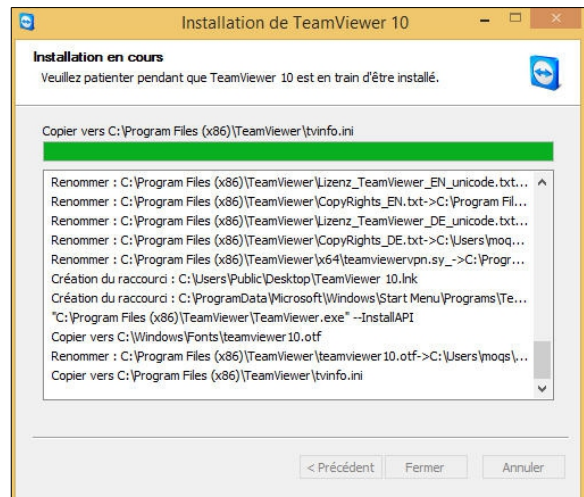 Installation de TeamViewer 10
Installation en cours
Veuillez patienter pendant que TeamViewer 10 est en train d'être installé.
Copier vers C:\Program Files (x86)\TeamViewer\tvinfo.ini
Renommer : C:\Program Files (x86)\TeamViewer\Lizenz_TeamViewer_EN_unicode.txt...
Renommer : C:\Program Files (x86)\TeamViewer\CopyRights_EN.txt->C:\Program Fil...
Renommer : C:\Program Files (x86)\TeamViewer\Lizenz_TeamViewer_DE_unicode.txt...
Renommer : C:\Program Files (x86)\TeamViewer\CopyRights_DE.txt->C:\Users\moq...
Renommer : C:\Program Files (x86)\TeamViewer\x64\teamviewervpn.sy_->C:\Progr...
Création du raccourci : C:\Users\Public\Desktop\TeamViewer 10.lnk
Création du raccourci : C:\ProgramData\Microsoft\Windows\Start Menu\Programs\Te...
"C:\Program Files (x86)\TeamViewer\TeamViewer.exe" --InstallAPI
Copier vers C:\Windows\Fonts\teamviewer10.otf
Renommer : C:\Program Files (x86)\TeamViewer\teamviewer10.otf->C:\Users\moqs\...
Copier vers C:\Program Files (x86)\TeamViewer\tvinfo.ini
< Précédent Fermer Annuler